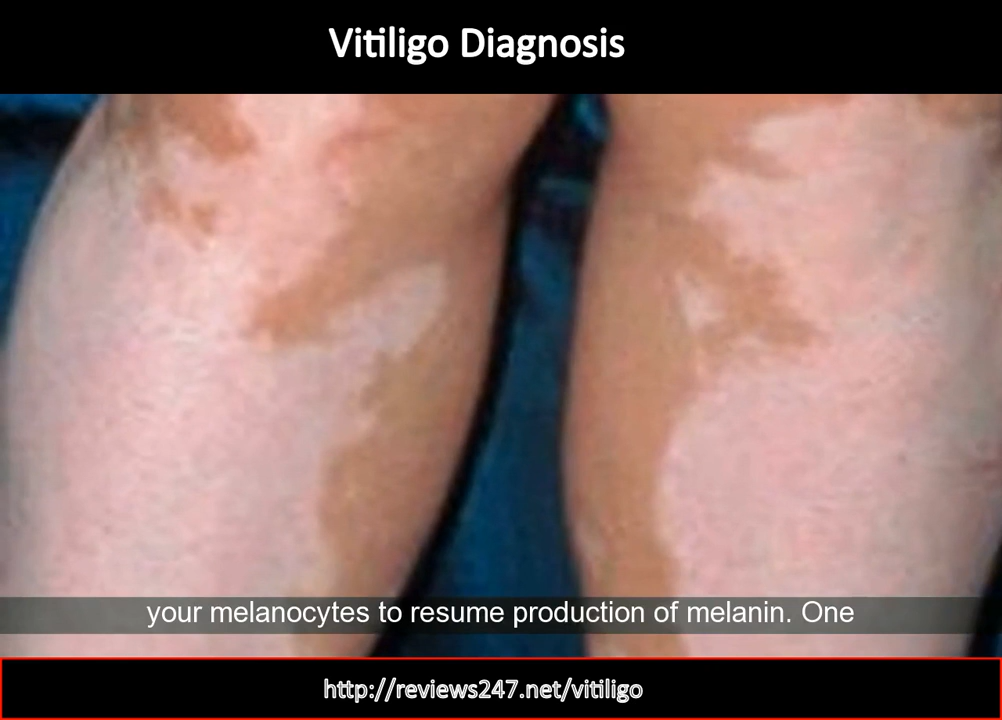 Vitiligo Diagnosis
your melanocytes to resume production of melanin. One
http://reviews247.net/vitiligo